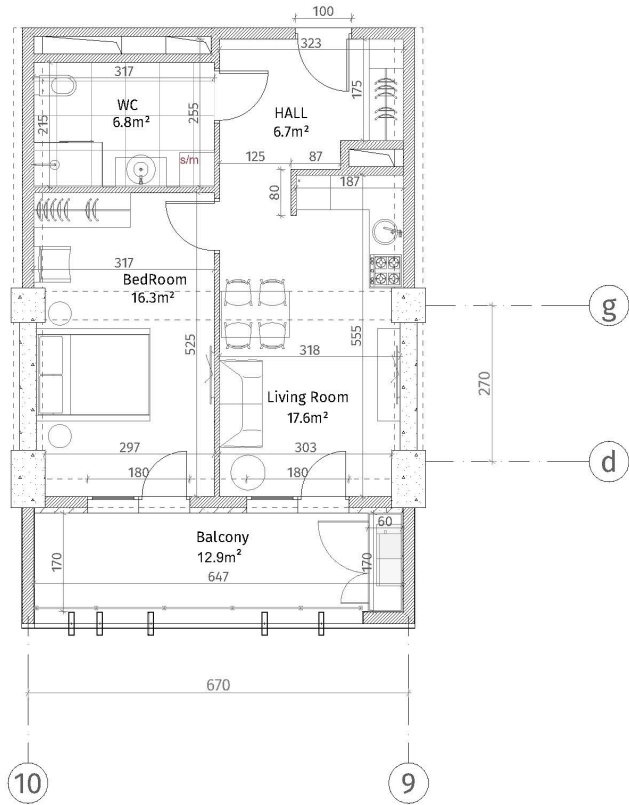 100
323
317
WC
6.8m²
255
215
175
HALL
6.7m²
s/m
125
87
187
80
317
BedRoom
16.3m²
g
525
555
318
270
Living Room
17.6m²
297
303
d
180
180
60
Balcony
12.9m²
170
170
647
670
10
9